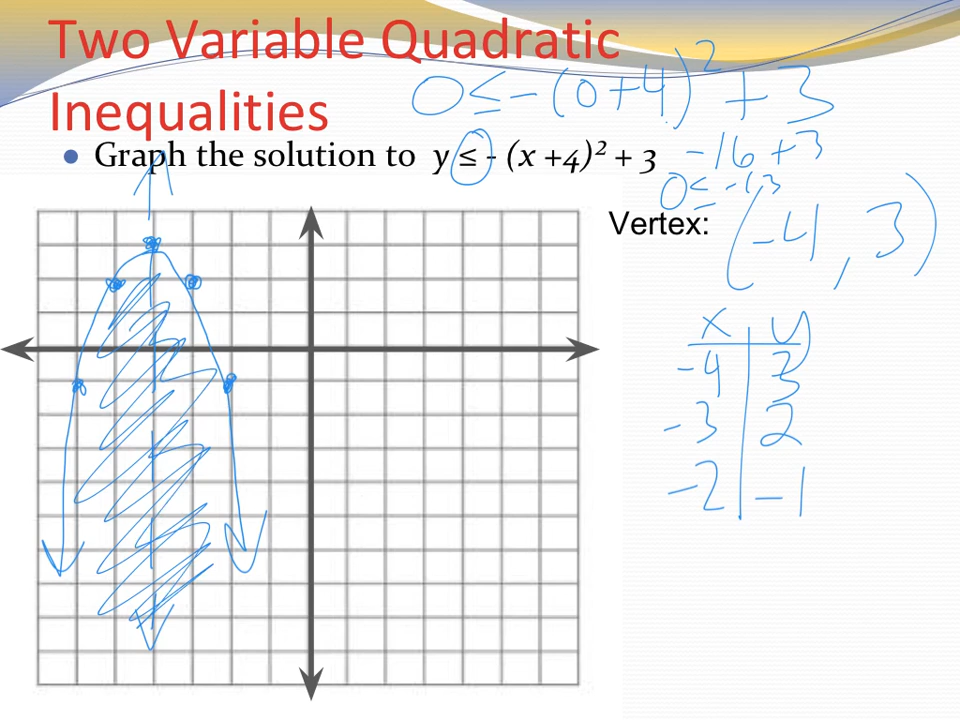 Two Variable Quadratic
Inequalities
0 ≤ -(0+4)² + 3
• Graph the solution to y ≤ - (x +4)² + 3
-16 + 3
0 ≤ -13
Vertex: (-4, 3)
x | y
-4 | 3
-3 | 2
-2 | -1